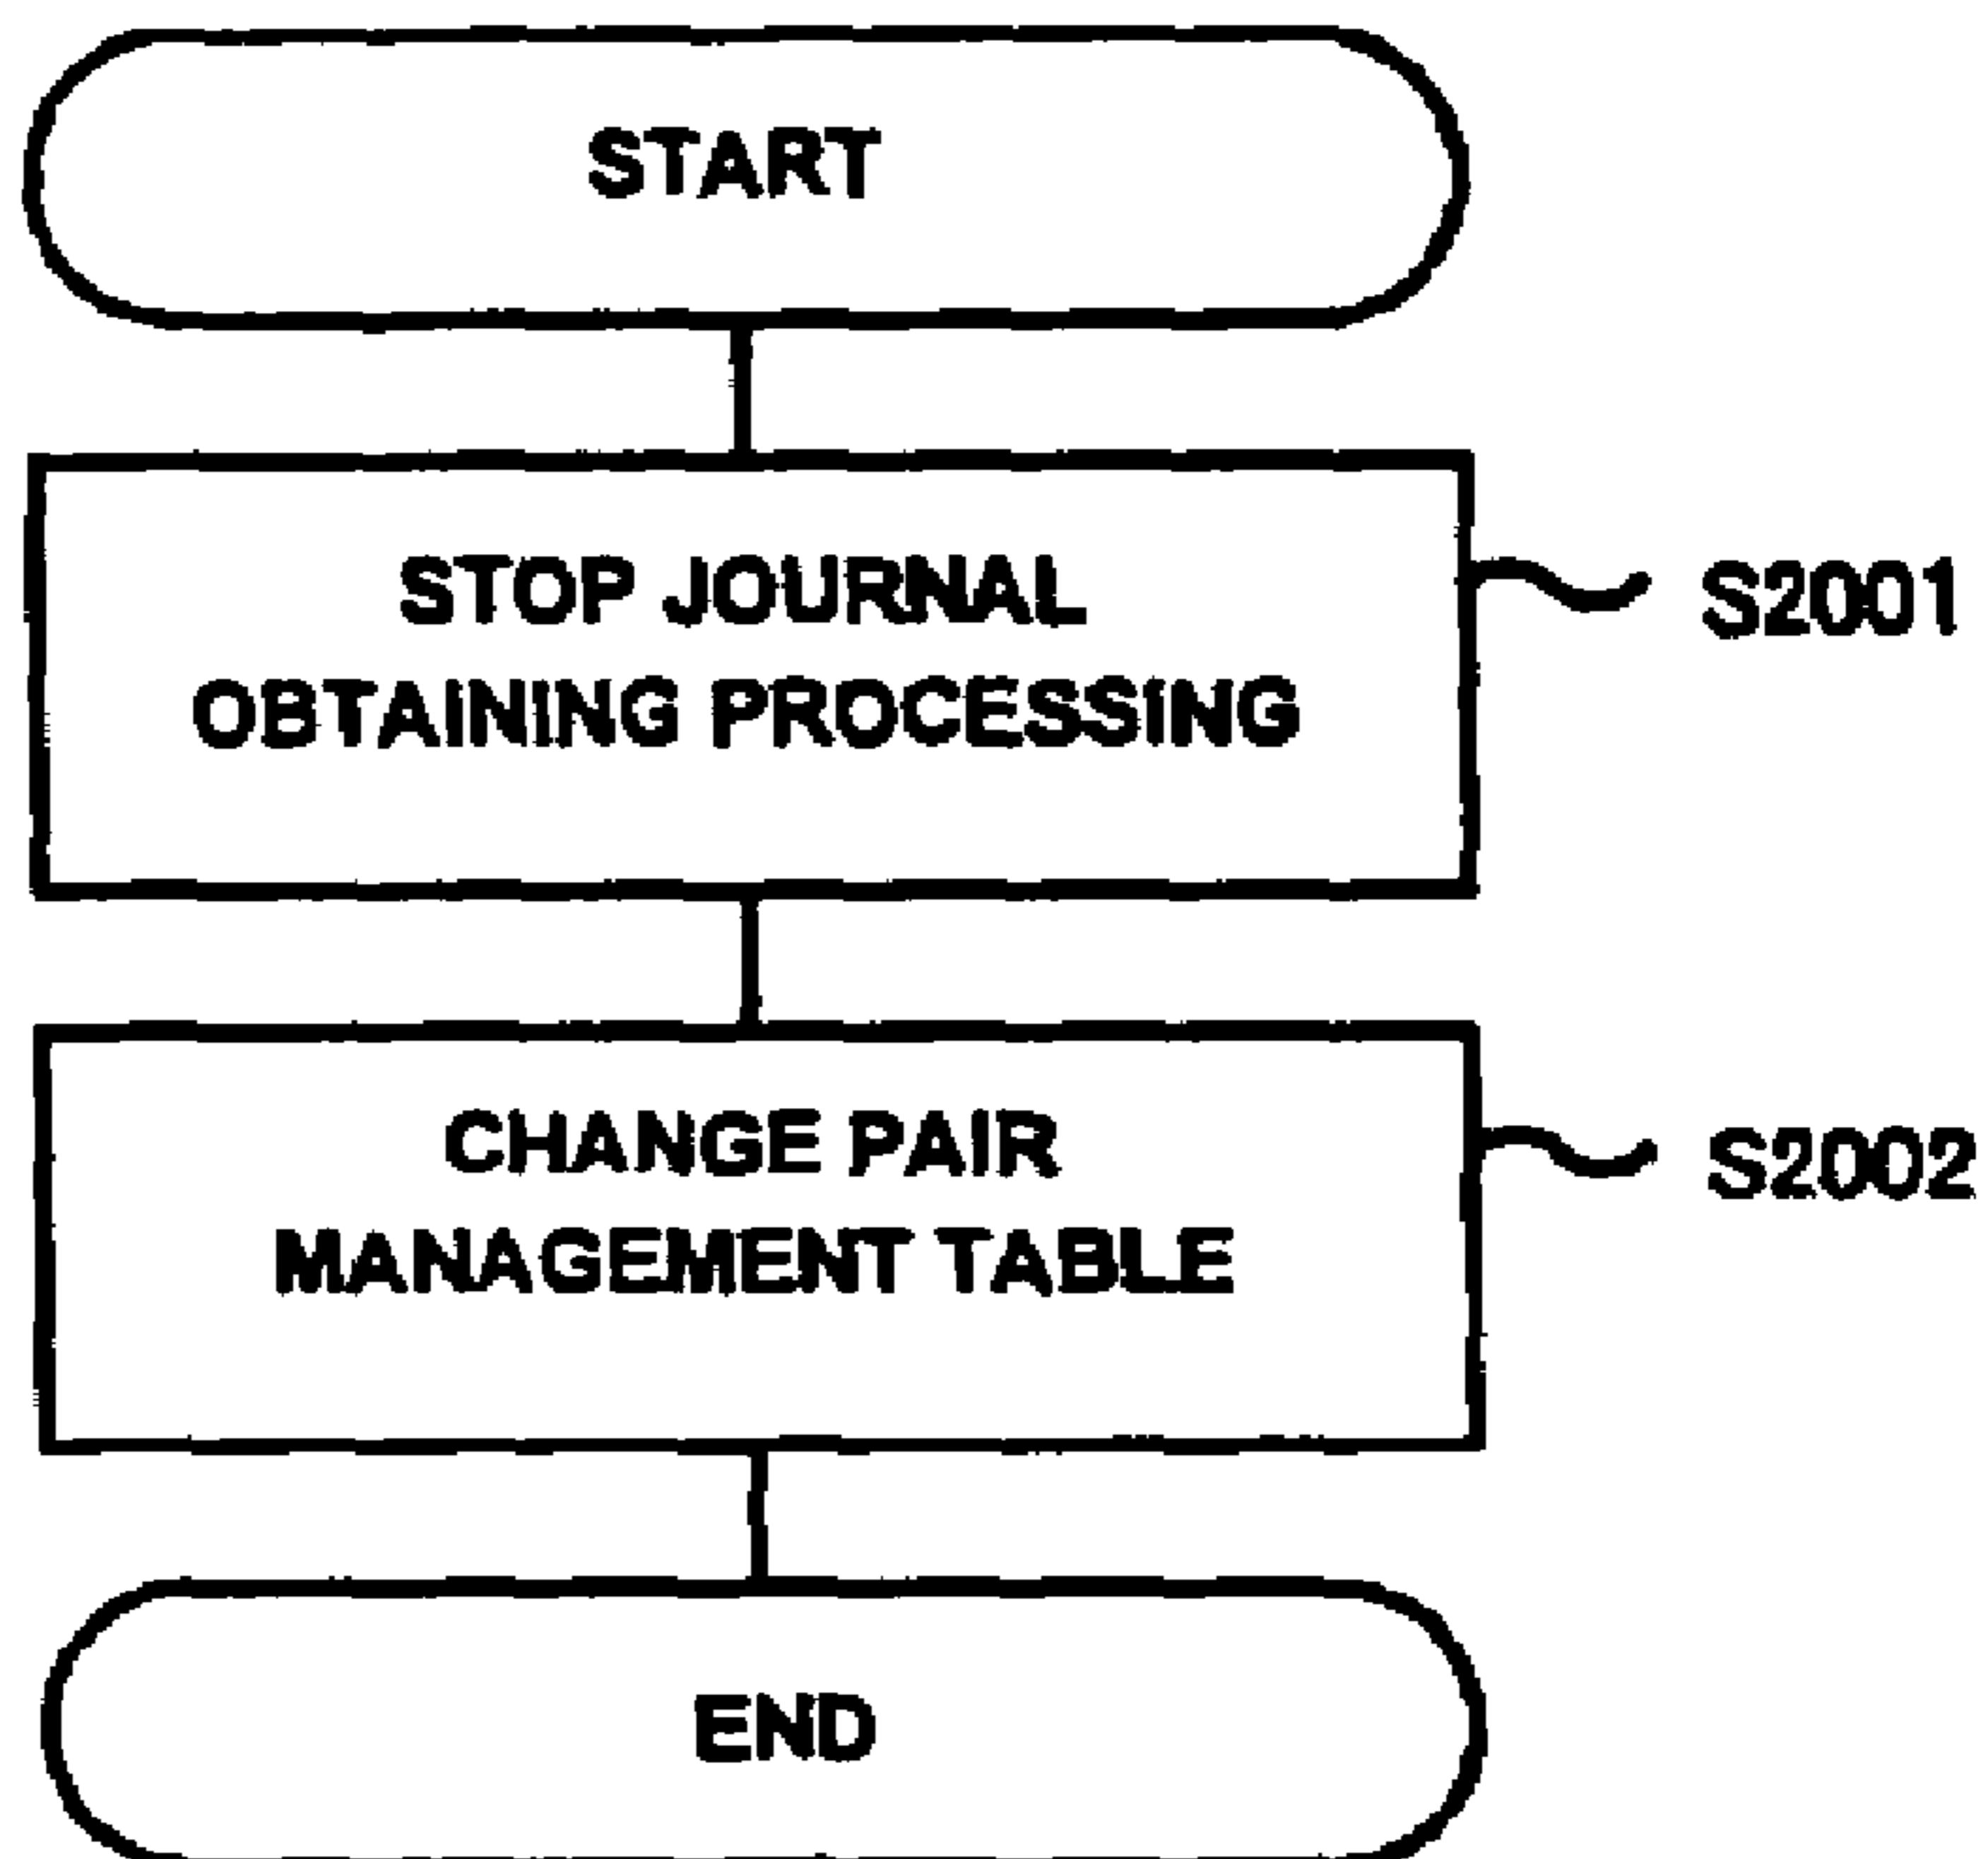 START
STOP JOURNAL
OBTAINING PROCESSING
S2001
CHANGE PAIR
MANAGEMENT TABLE
S2002
END